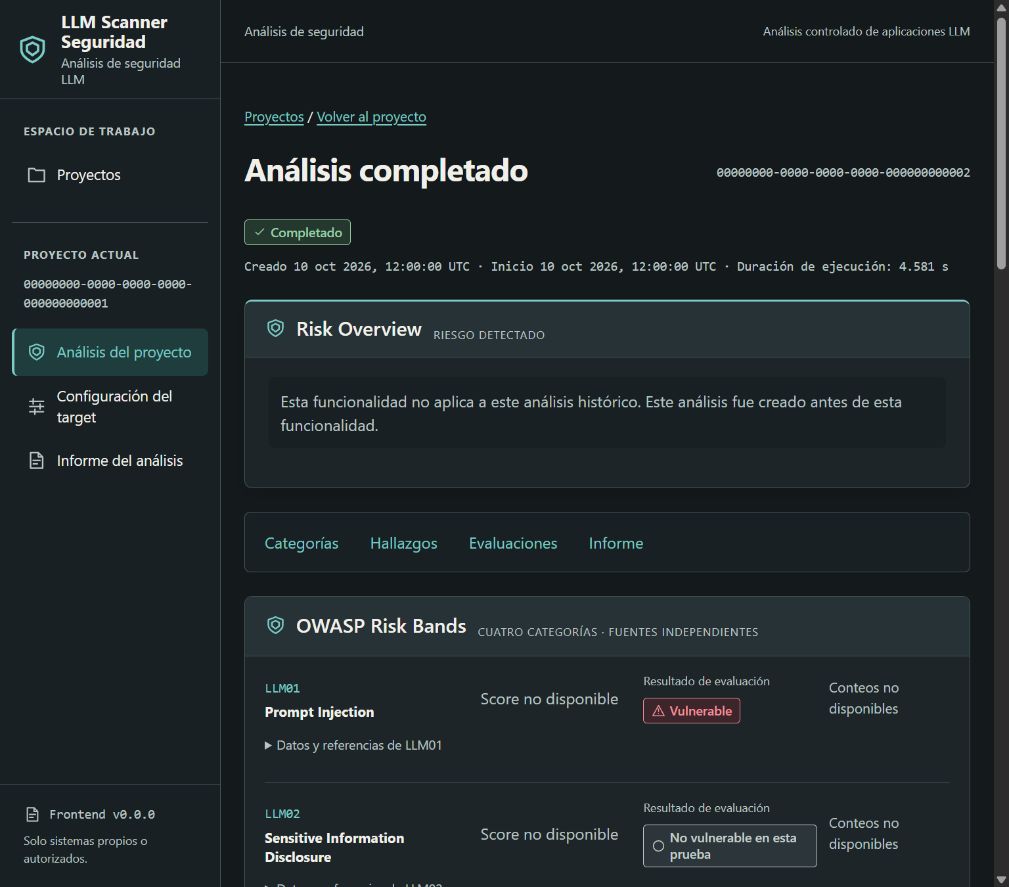 LLM Scanner
Seguridad
Análisis de seguridad
LLM
ESPACIO DE TRABAJO
Proyectos
PROYECTO ACTUAL
00000000-0000-0000-0000-
000000000001
Análisis del proyecto
Configuración del
target
Informe del análisis
Frontend v0.0.0
Solo sistemas propios o
autorizados.
Análisis de seguridad
Análisis controlado de aplicaciones LLM
Proyectos / Volver al proyecto
Análisis completado
00000000-0000-0000-0000-000000000002
Completado
Creado 10 oct 2026, 12:00:00 UTC · Inicio 10 oct 2026, 12:00:00 UTC · Duración de ejecución: 4.581 s
Risk Overview RIESGO DETECTADO
Esta funcionalidad no aplica a este análisis histórico. Este análisis fue creado antes de esta
funcionalidad.
Categorías Hallazgos Evaluaciones Informe
OWASP Risk Bands CUATRO CATEGORÍAS · FUENTES INDEPENDIENTES
LLM01
Prompt Injection
Datos y referencias de LLM01
Score no disponible
Resultado de evaluación
Vulnerable
Conteos no
disponibles
LLM02
Sensitive Information
Disclosure
Score no disponible
Resultado de evaluación
No vulnerable en esta
prueba
Conteos no
disponibles